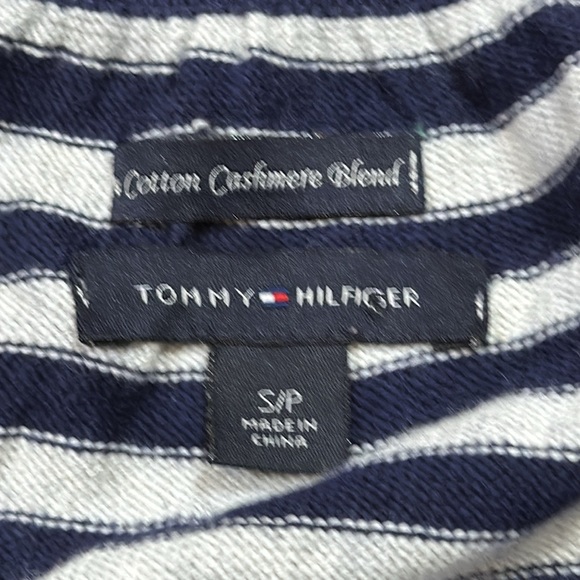 Cotton Cashmere Blend
TOMMY HILFIGER
S/P
MADE IN
CHINA